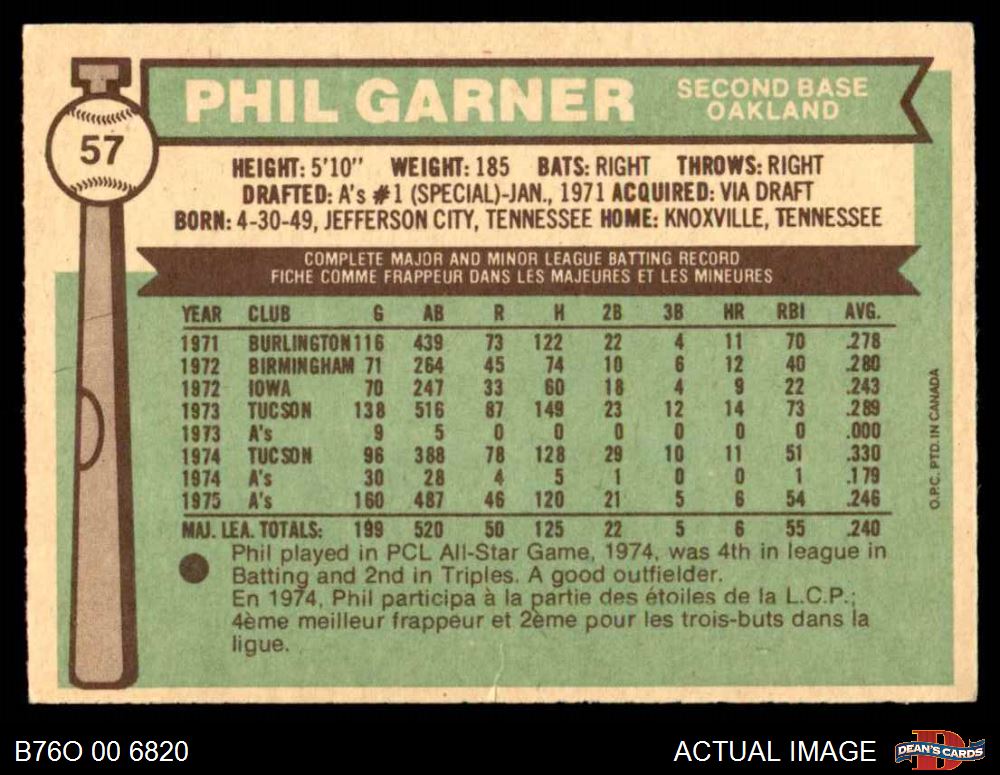 57
PHIL GARNER
SECOND BASE
OAKLAND
HEIGHT: 5'10" WEIGHT: 185 BATS: RIGHT THROWS: RIGHT
DRAFTED: A's #1 (SPECIAL)-JAN., 1971 ACQUIRED: VIA DRAFT
BORN: 4-30-49, JEFFERSON CITY, TENNESSEE HOME: KNOXVILLE, TENNESSEE
COMPLETE MAJOR AND MINOR LEAGUE BATTING RECORD
FICHE COMME FRAPPEUR DANS LES MAJEURES ET LES MINEURES
YEAR CLUB G AB R H 2B 3B HR RBI AVG.
1971 BURLINGTON 116 439 73 122 22 4 11 70 .278
1972 BIRMINGHAM 71 264 45 74 10 6 12 40 .280
1972 IOWA 70 247 33 60 18 4 9 22 .243
1973 TUCSON 138 516 87 149 23 12 14 73 .289
1973 A's 9 5 0 0 0 0 0 0 .000
1974 TUCSON 96 388 78 128 29 10 11 51 .330
1974 A's 30 28 4 5 1 0 0 1 .179
1975 A's 160 487 46 120 21 5 6 54 .246
MAJ. LEA. TOTALS: 199 520 50 125 22 5 6 55 .240
Phil played in PCL All-Star Game, 1974, was 4th in league in
Batting and 2nd in Triples. A good outfielder.
En 1974, Phil participa à la partie des étoiles de la L.C.P.;
4ème meilleur frappeur et 2ème pour les trois-buts dans la
ligue.
O.P.C. PTD. IN CANADA
B76O 00 6820
ACTUAL IMAGE
D
DEAN'S CARDS